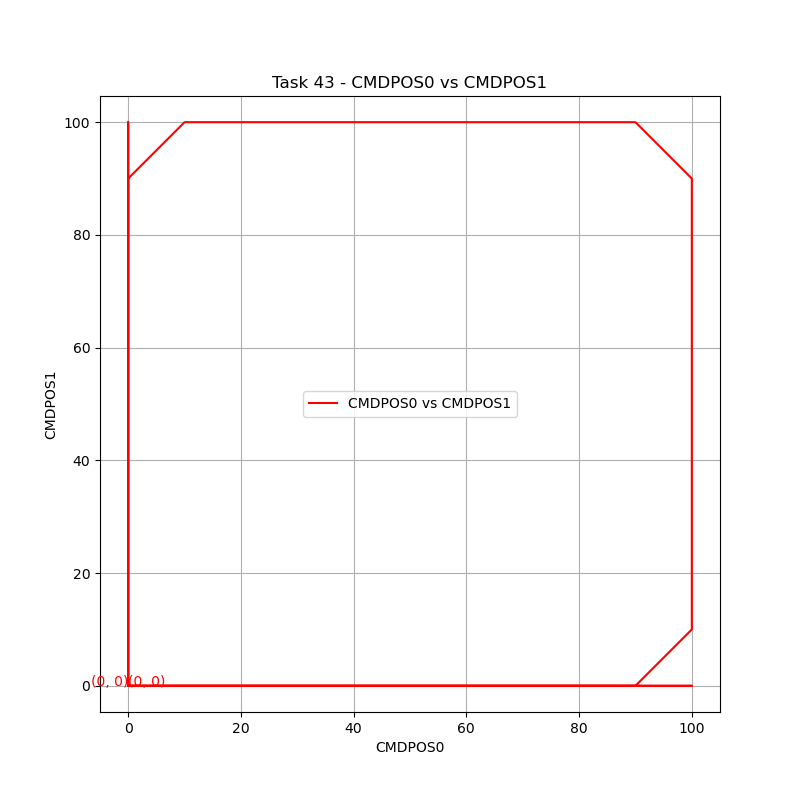 Task 43 - CMDPOS0 vs CMDPOS1
100
80
60
40
20
0
CMDPOS1
CMDPOS0 vs CMDPOS1
(0, 0)(0, 0)
0 20 40 60 80 100
CMDPOS0